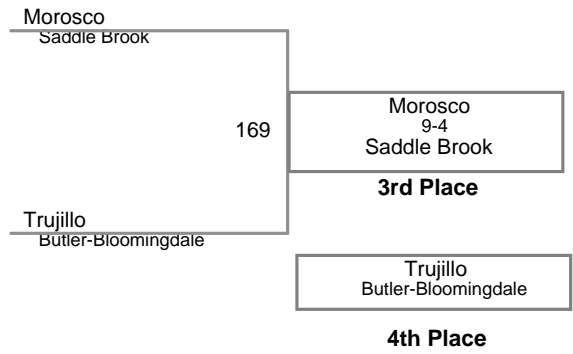 Morosco
Saddle Brook
169
Morosco
9-4
Saddle Brook
3rd Place
Trujillo
Butler-Bloomingdale
Trujillo
Butler-Bloomingdale
4th Place